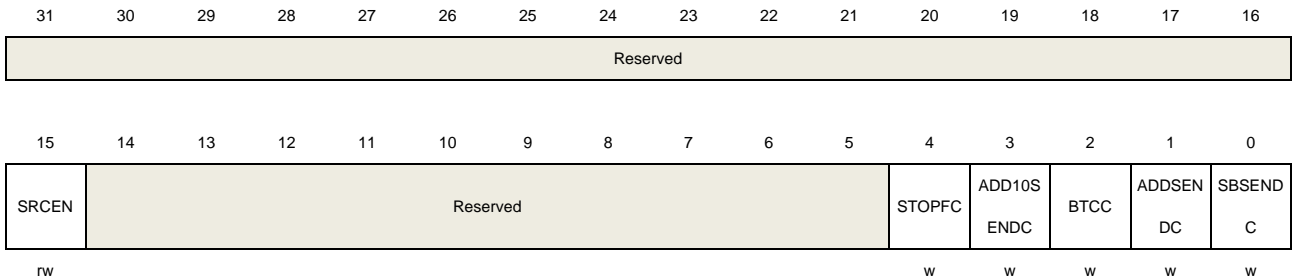 31 30 29 28 27 26 25 24 23 22 21 20 19 18 17 16
Reserved
15 14 13 12 11 10 9 8 7 6 5 4 3 2 1 0
SRCEN Reserved STOPFC ADD10S BTCC ADDSEN SBSEND
ENDC DC C
rw w w w w w